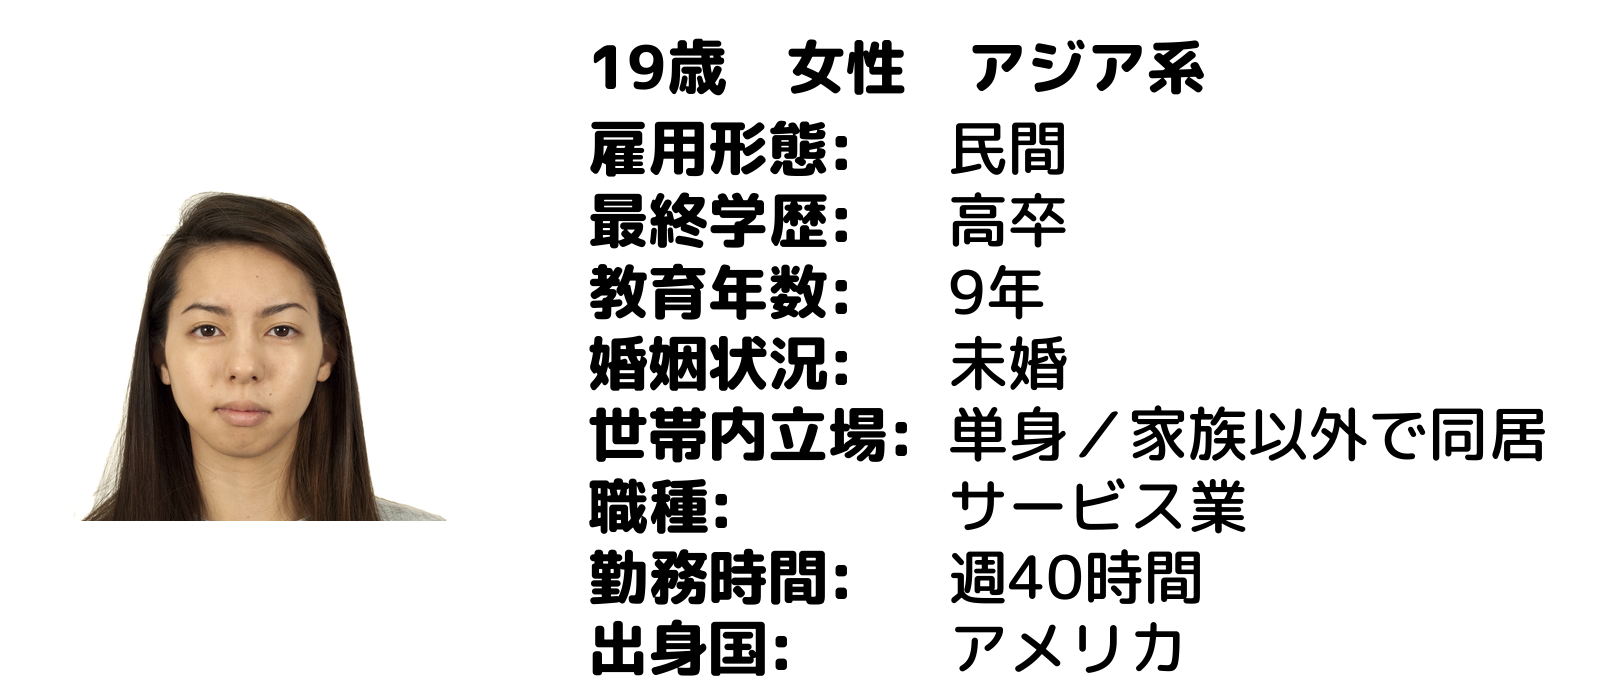 19歳　女性　アジア系
雇用形態:　民間
最終学歴:　高卒
教育年数:　9年
婚姻状況:　未婚
世帯内立場:　単身／家族以外で同居
職種:　サービス業
勤務時間:　週40時間
出身国:　アメリカ